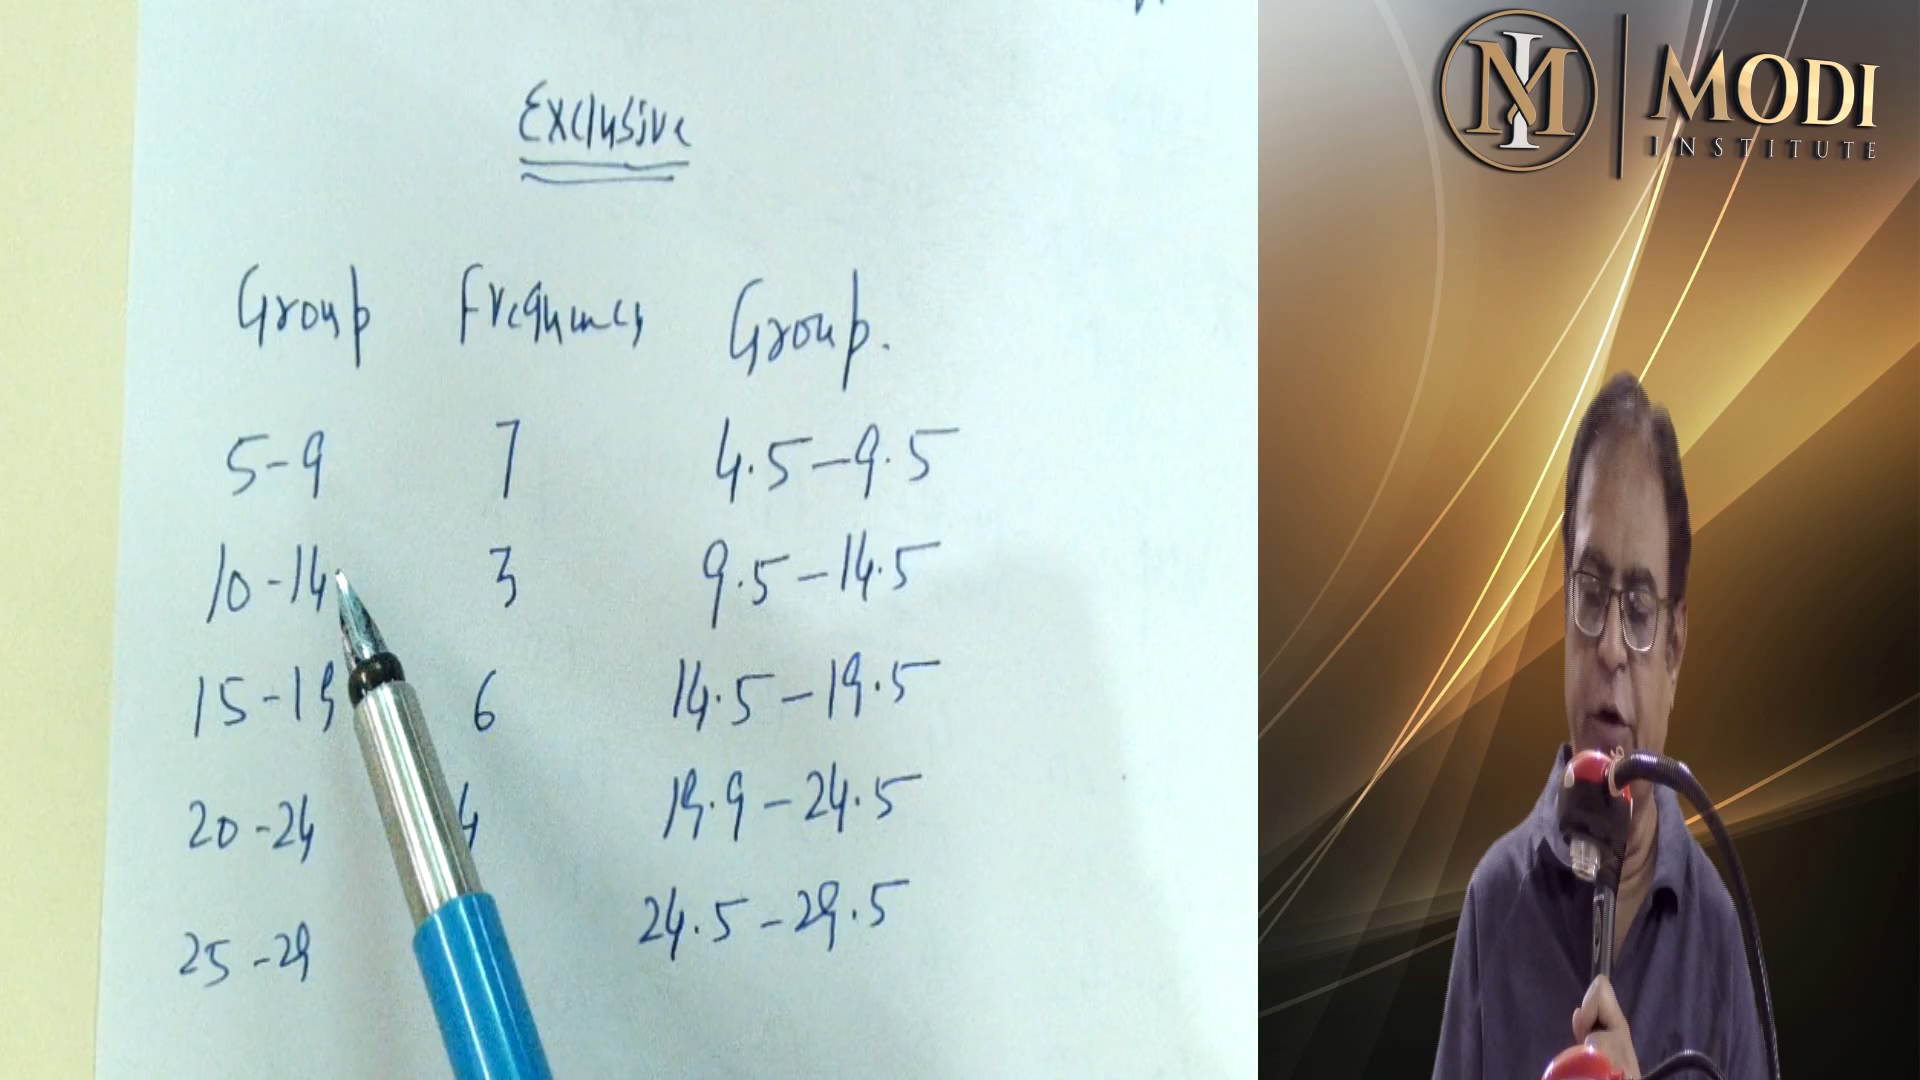 Exclusive
Group Frequency Group.
5-9 7 4.5-9.5
10-14 3 9.5-14.5
15-19 6 14.5-19.5
20-24 4 19.9-24.5
25-29 24.5-29.5
MI MODI
INSTITUTE